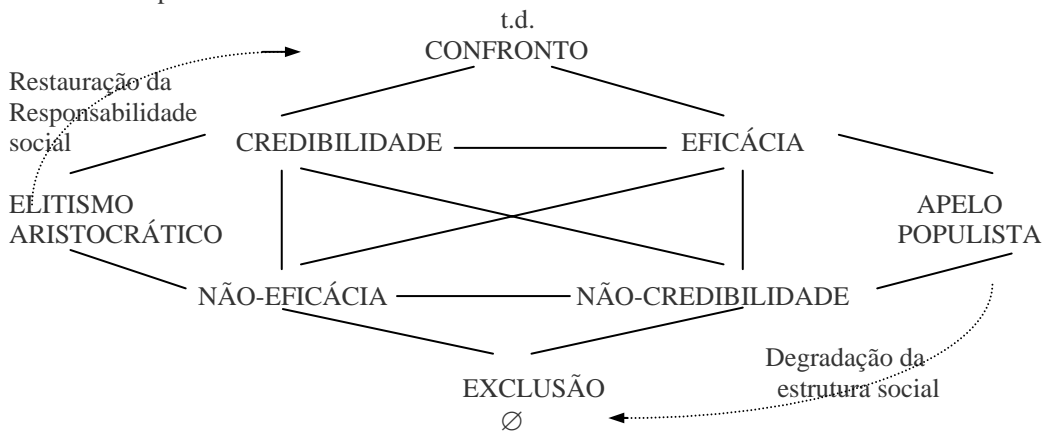 t.d.
CONFRONTO
Restauração da
Responsabilidade
social
CREDIBILIDADE
EFICÁCIA
ELITISMO
ARISTOCRÁTICO
APELO
POPULISTA
NÃO-EFICÁCIA
NÃO-CREDIBILIDADE
Degradação da
estrutura social
EXCLUSÃO
∅